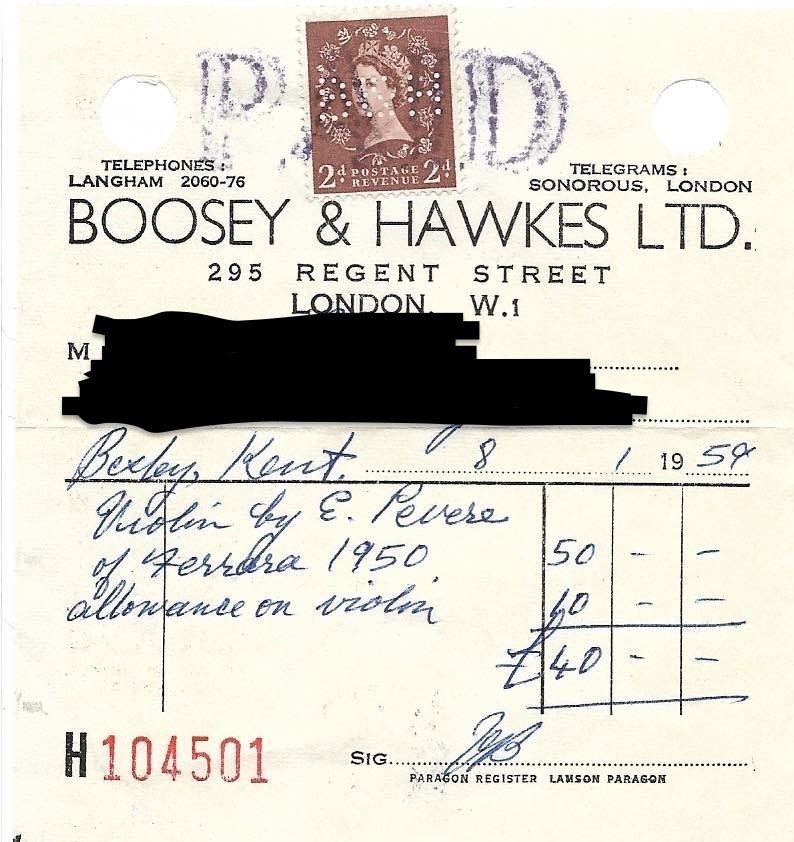 PAID
2d POSTAGE REVENUE 2d
TELEPHONES :
LANGHAM 2060-76
TELEGRAMS :
SONOROUS, LONDON
BOOSEY & HAWKES LTD.
295 REGENT STREET
LONDON, W.1
M
Bexley, Kent. 8 1 1959
Violin by E. Pevere
of Ferrara 1950 50 - -
allowance on violin 10 - -
£40 - -
H 104501
SIG.
PARAGON REGISTER LAMSON PARAGON